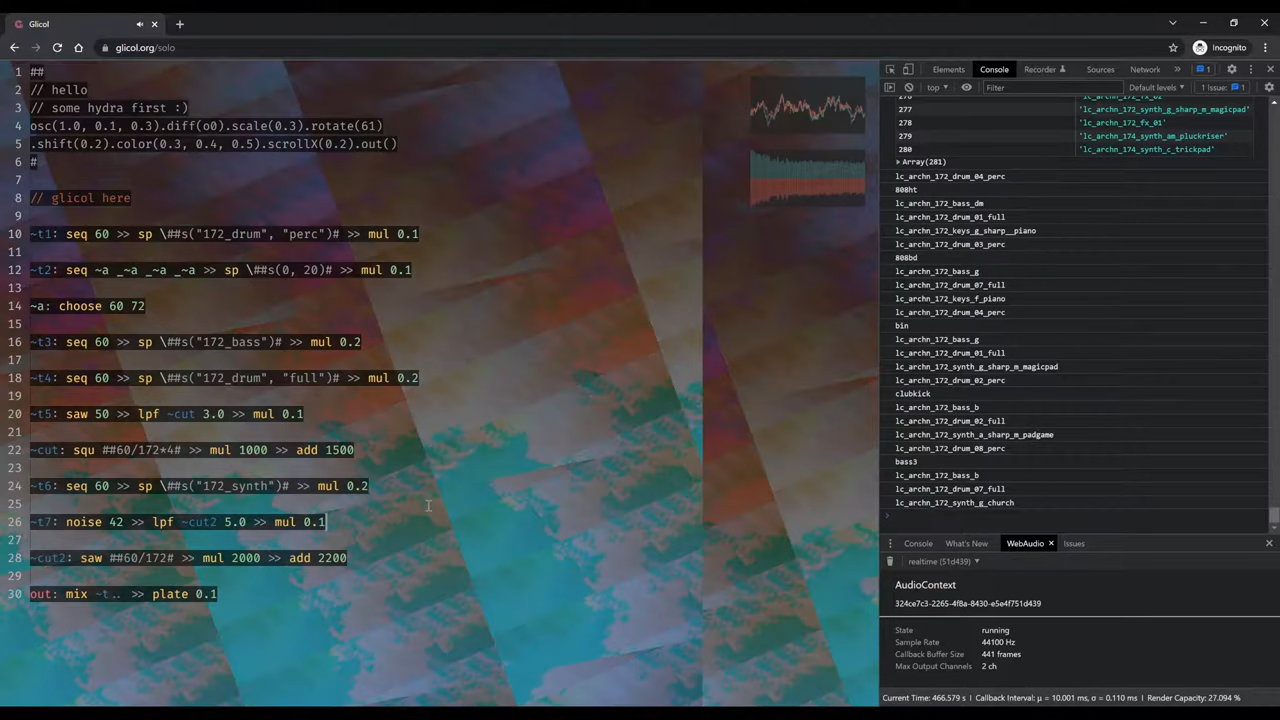 Glicol
glicol.org/solo
Incognito
1 ##
2 // hello
3 // some hydra first :)
4 osc(1.0, 0.1, 0.3).diff(o0).scale(0.3).rotate(61)
5 .shift(0.2).color(0.3, 0.4, 0.5).scrollX(0.2).out()
6 #
7
8 // glicol here
9
10 ~t1: seq 60 >> sp \##s("172_drum", "perc")# >> mul 0.1
11
12 ~t2: seq ~a _~a _~a _~a >> sp \##s(0, 20)# >> mul 0.1
13
14 ~a: choose 60 72
15
16 ~t3: seq 60 >> sp \##s("172_bass")# >> mul 0.2
17
18 ~t4: seq 60 >> sp \##s("172_drum", "full")# >> mul 0.2
19
20 ~t5: saw 50 >> lpf ~cut 3.0 >> mul 0.1
21
22 ~cut: squ ##60/172*4# >> mul 1000 >> add 1500
23
24 ~t6: seq 60 >> sp \##s("172_synth")# >> mul 0.2
25
26 ~t7: noise 42 >> lpf ~cut2 5.0 >> mul 0.1
27
28 ~cut2: saw ##60/172# >> mul 2000 >> add 2200
29
30 out: mix ~t.. >> plate 0.1
Elements Console Recorder Sources Network 1
top Filter Default levels 1 Issue: 1
276 'lc_archn_172_fx_02'
277 'lc_archn_172_synth_g_sharp_m_magicpad'
278 'lc_archn_172_fx_01'
279 'lc_archn_174_synth_am_pluckriser'
280 'lc_archn_174_synth_c_trickpad'
Array(281)
lc_archn_172_drum_04_perc
808ht
lc_archn_172_bass_dm
lc_archn_172_drum_01_full
lc_archn_172_keys_g_sharp__piano
lc_archn_172_drum_03_perc
808bd
lc_archn_172_bass_g
lc_archn_172_drum_07_full
lc_archn_172_keys_f_piano
lc_archn_172_drum_04_perc
bin
lc_archn_172_bass_g
lc_archn_172_drum_01_full
lc_archn_172_synth_g_sharp_m_magicpad
lc_archn_172_drum_02_perc
clubkick
lc_archn_172_bass_b
lc_archn_172_drum_02_full
lc_archn_172_synth_a_sharp_m_padgame
lc_archn_172_drum_08_perc
bass3
lc_archn_172_bass_b
lc_archn_172_drum_07_full
lc_archn_172_synth_g_church
Console What's New WebAudio Issues
realtime (51d439)
AudioContext
324ce7c3-2265-4f8a-8430-e5e4f751d439
State running
Sample Rate 44100 Hz
Callback Buffer Size 441 frames
Max Output Channels 2 ch
Current Time: 466.579 s | Callback Interval: μ = 10.001 ms, σ = 0.110 ms | Render Capacity: 27.094 %